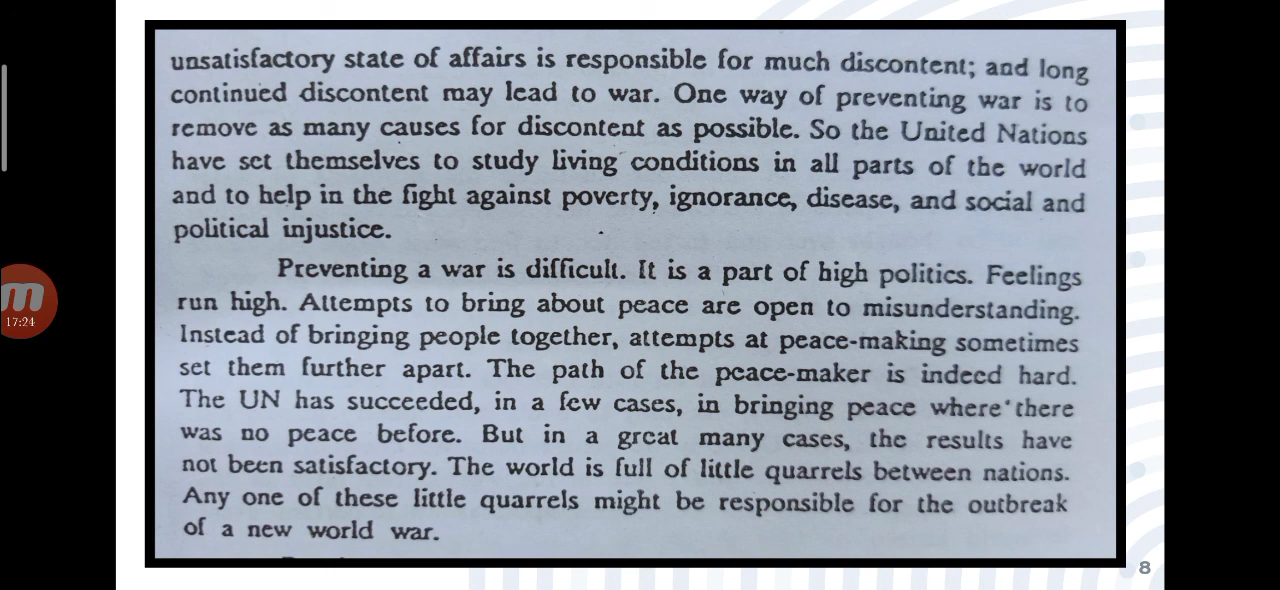 unsatisfactory state of affairs is responsible for much discontent; and long
continued discontent may lead to war. One way of preventing war is to
remove as many causes for discontent as possible. So the United Nations
have set themselves to study living conditions in all parts of the world
and to help in the fight against poverty, ignorance, disease, and social and
political injustice.
Preventing a war is difficult. It is a part of high politics. Feelings
run high. Attempts to bring about peace are open to misunderstanding.
Instead of bringing people together, attempts at peace-making sometimes
set them further apart. The path of the peace-maker is indeed hard.
The UN has succeeded, in a few cases, in bringing peace where there
was no peace before. But in a great many cases, the results have
not been satisfactory. The world is full of little quarrels between nations.
Any one of these little quarrels might be responsible for the outbreak
of a new world war.
m
17:24
8